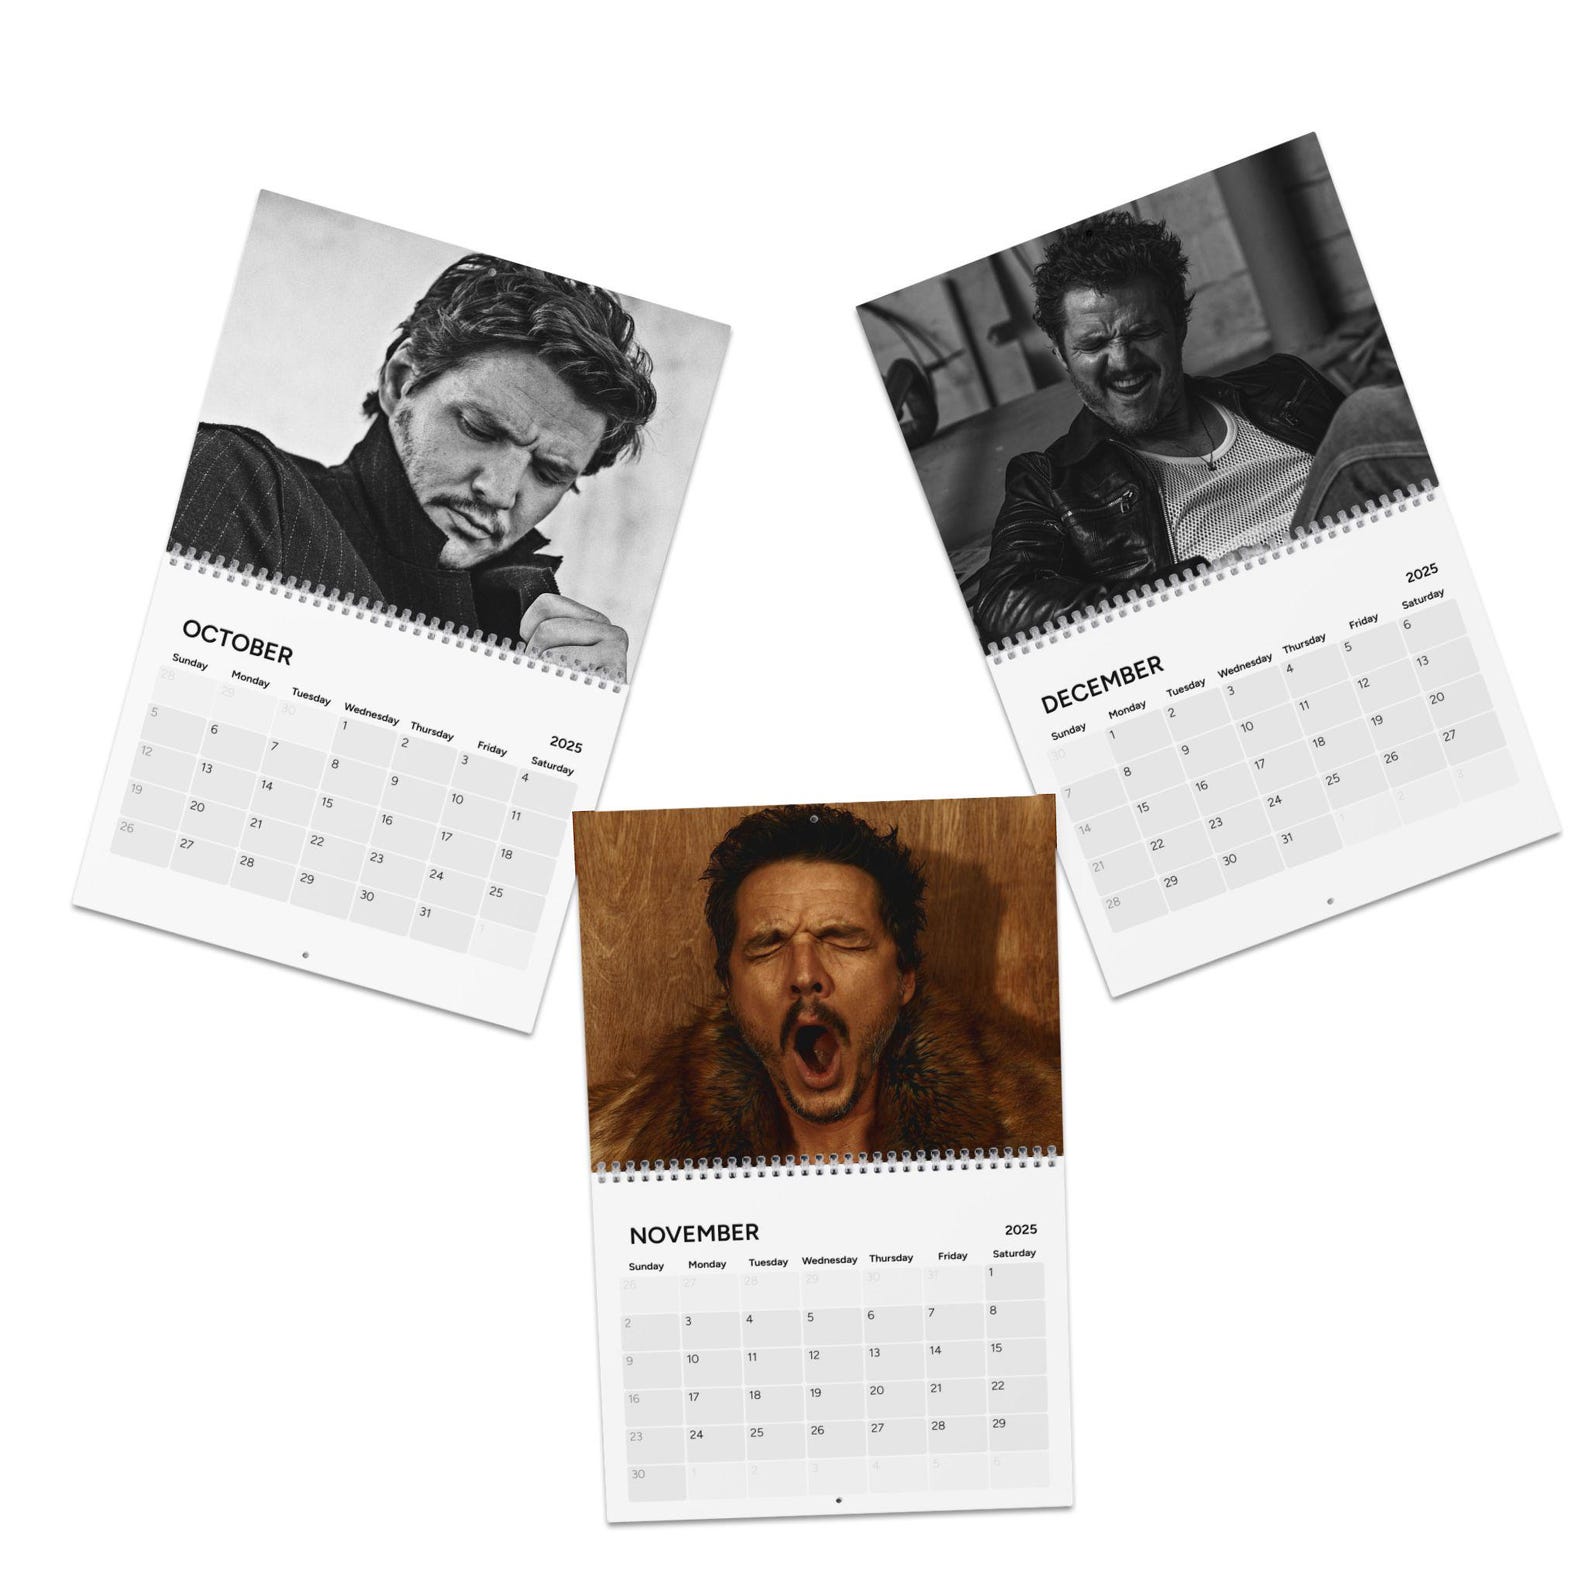 OCTOBER
2025
Sunday Monday Tuesday Wednesday Thursday Friday Saturday
28 29 30 1 2 3 4
5 6 7 8 9 10 11
12 13 14 15 16 17 18
19 20 21 22 23 24 25
26 27 28 29 30 31 1
DECEMBER 2025
Sunday Monday Tuesday Wednesday Thursday Friday Saturday
30 1 2 3 4 5 6
7 8 9 10 11 12 13
14 15 16 17 18 19 20
21 22 23 24 25 26 27
28 29 30 31 1 2 3
NOVEMBER 2025
Sunday Monday Tuesday Wednesday Thursday Friday Saturday
26 27 28 29 30 31 1
2 3 4 5 6 7 8
9 10 11 12 13 14 15
16 17 18 19 20 21 22
23 24 25 26 27 28 29
30 1 2 3 4 5 6